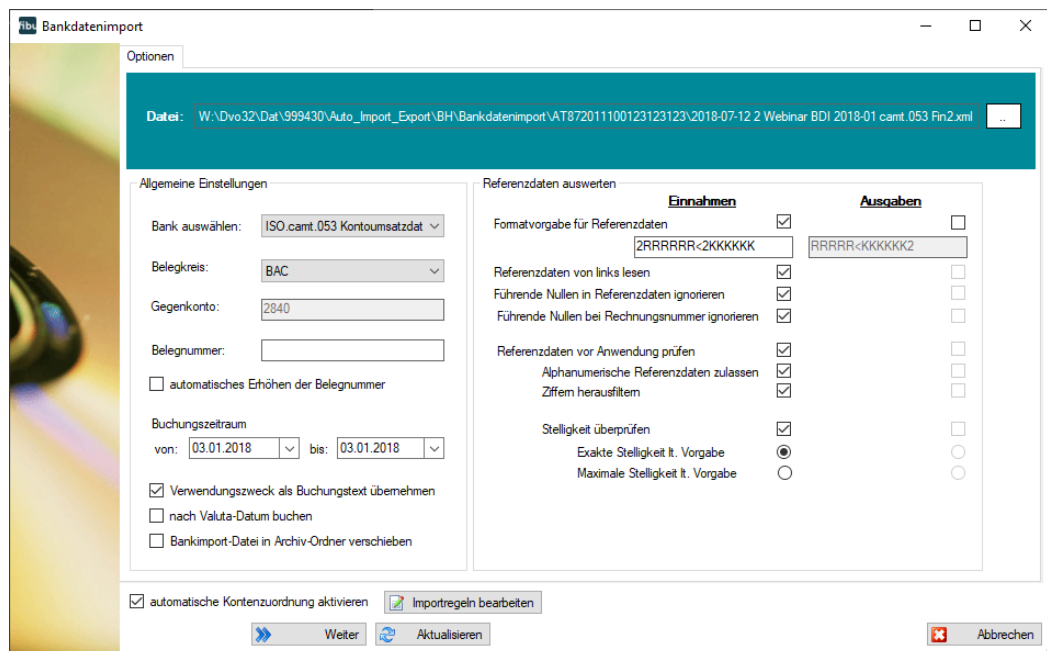 fibu Bankdatenimport
Optionen
Datei: W:\Dvo32\Dat\999430\Auto_Import_Export\BH\Bankdatenimport\AT872011100123123123\2018-07-12 2 Webinar BDI 2018-01 camt.053 Fin2.xml ..
Allgemeine Einstellungen
Bank auswählen: ISO.camt.053 Kontoumsatzdat
Belegkreis: BAC
Gegenkonto: 2840
Belegnummer:
automatisches Erhöhen der Belegnummer
Buchungszeitraum
von: 03.01.2018 bis: 03.01.2018
Verwendungszweck als Buchungstext übernehmen
nach Valuta-Datum buchen
Bankimport-Datei in Archiv-Ordner verschieben
Referenzdaten auswerten
Einnahmen Ausgaben
Formatvorgabe für Referenzdaten
2RRRRRR<2KKKKKK RRRRR<KKKKKK2
Referenzdaten von links lesen
Führende Nullen in Referenzdaten ignorieren
Führende Nullen bei Rechnungsnummer ignorieren
Referenzdaten vor Anwendung prüfen
Alphanumerische Referenzdaten zulassen
Ziffern herausfiltern
Stelligkeit überprüfen
Exakte Stelligkeit lt. Vorgabe
Maximale Stelligkeit lt. Vorgabe
automatische Kontenzuordnung aktivieren Importregeln bearbeiten
Weiter Aktualisieren Abbrechen